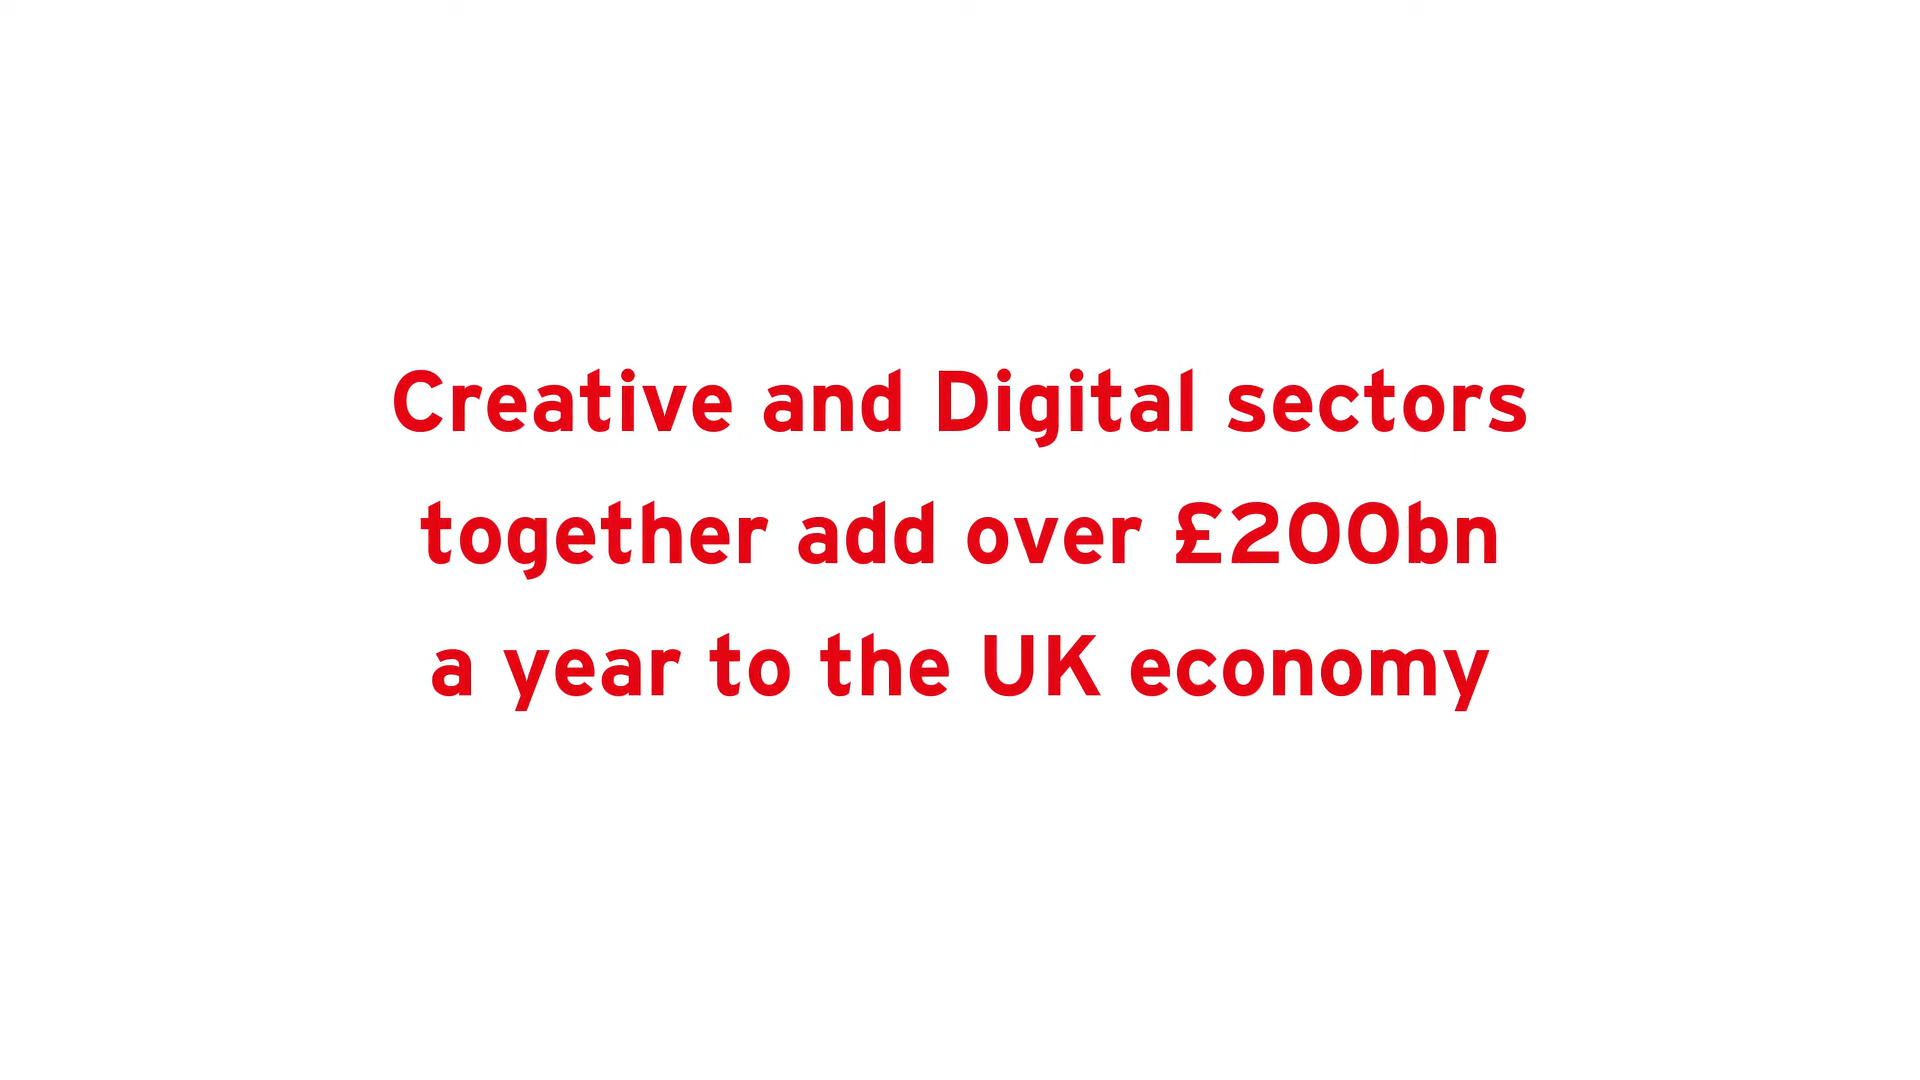 Creative and Digital sectors
together add over £200bn
a year to the UK economy